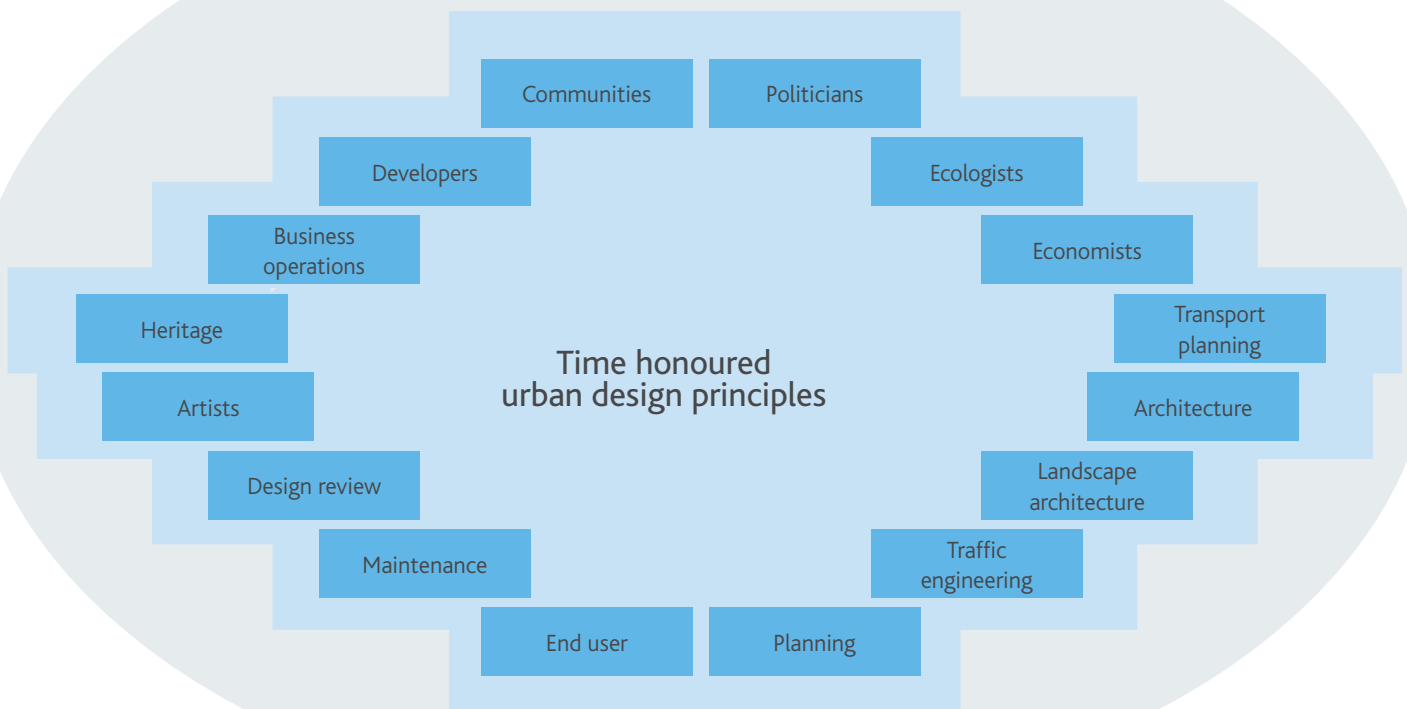 Communities
Politicians
Developers
Ecologists
Business
operations
Economists
Heritage
Transport
planning
Time honoured
urban design principles
Artists
Architecture
Design review
Landscape
architecture
Maintenance
Traffic
engineering
End user
Planning